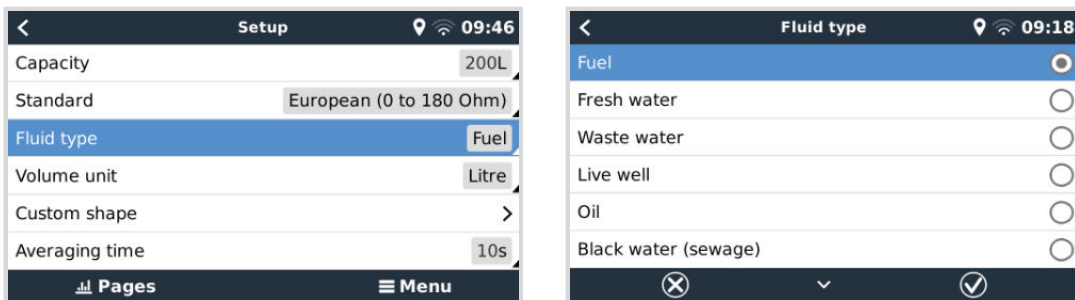 Setup 09:46
Capacity 200L
Standard European (0 to 180 Ohm)
Fluid type Fuel
Volume unit Litre
Custom shape
Averaging time 10s
Pages Menu
Fluid type 09:18
Fuel
Fresh water
Waste water
Live well
Oil
Black water (sewage)